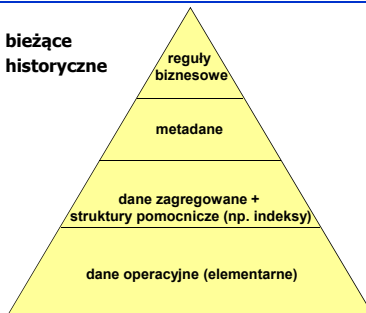 bieżące
historyczne
reguły
biznesowe
metadane
dane zagregowane +
struktury pomocnicze (np. indeksy)
dane operacyjne (elementarne)